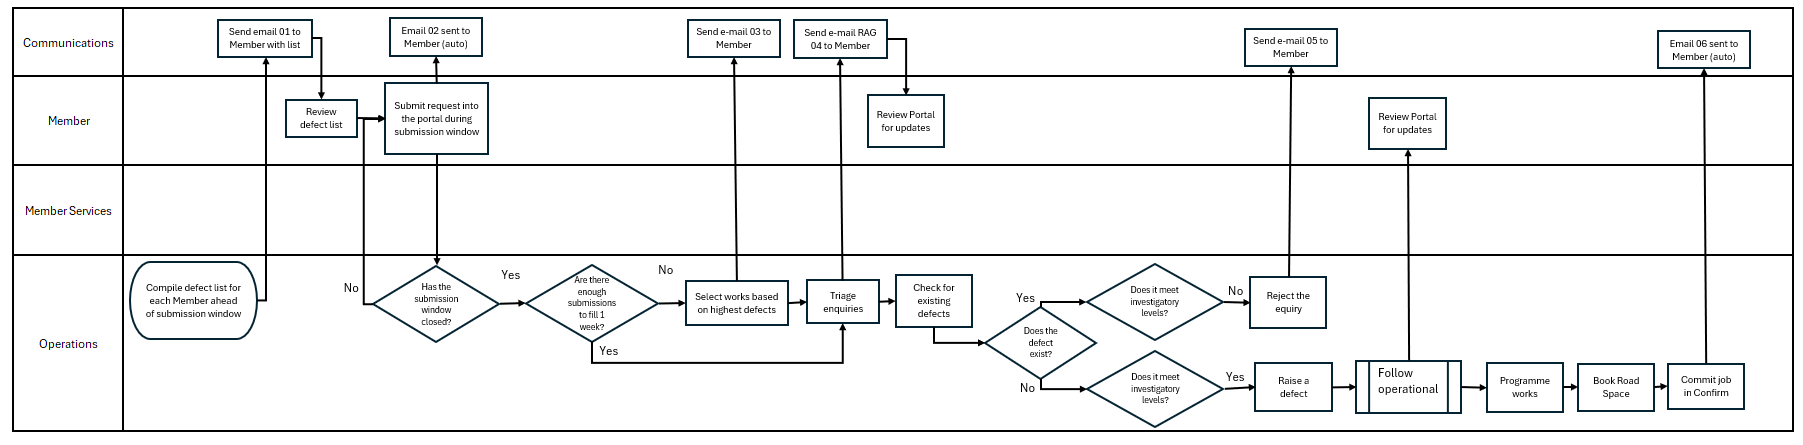 Communications
Send email 01 to
Member with list
Email 02 sent to
Member (auto)
Send e-mail 03 to
Member
Send e-mail RAG
04 to Member
Send e-mail 05 to
Member
Email 06 sent to
Member (auto)
Member
Review
defect list
Submit request into
the portal during
submission window
Review Portal
for updates
Review Portal
for updates
Member Services
Operations
Compile defect list for
each Member ahead
of submission window
No
Has the
submission
window
closed?
Yes
Are there
enough
submissions
to fill 1
week?
No
Yes
Select works based
on highest defects
Triage
enquiries
Check for
existing
defects
Does the
defect
exist?
Yes
No
Does it meet
investigatory
levels?
No
Reject the
equiry
Does it meet
investigatory
levels?
Yes
Raise a
defect
Follow
operational
Programme
works
Book Road
Space
Commit job
in Confirm